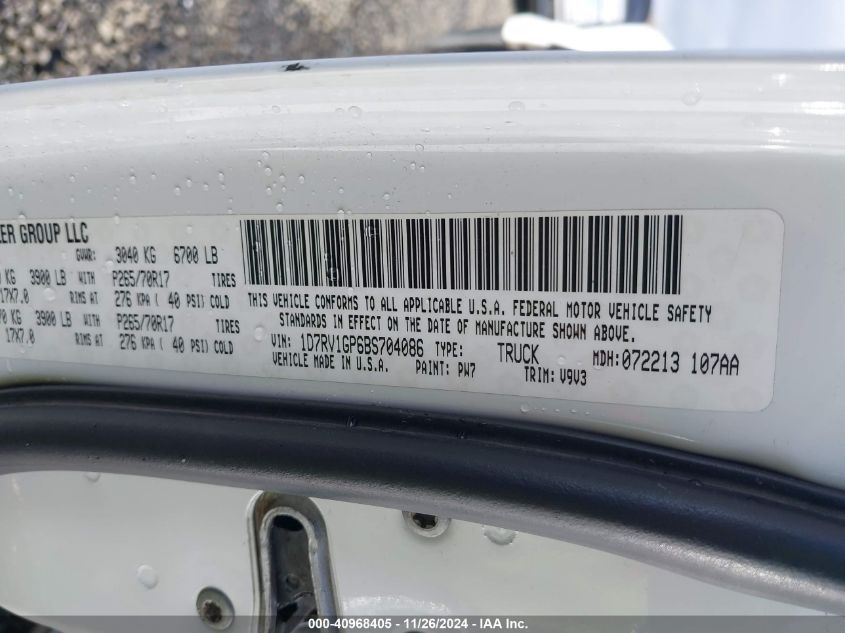 LER GROUP LLC
GVWR: 3040 KG 6700 LB
KG 3900 LB WITH P265/70R17 TIRES
17X7.0 RIMS AT 276 KPA ( 40 PSI) COLD
0 KG 3900 LB WITH P265/70R17 TIRES
17X7.0 RIMS AT 276 KPA ( 40 PSI) COLD
THIS VEHICLE CONFORMS TO ALL APPLICABLE U.S.A. FEDERAL MOTOR VEHICLE SAFETY
STANDARDS IN EFFECT ON THE DATE OF MANUFACTURE SHOWN ABOVE.
VIN: 1D7RV1GP6BS704086 TYPE: TRUCK MDH: 072213 107AA
VEHICLE MADE IN U.S.A. PAINT: PW7 TRIM: V9V3
000-40968405 - 11/26/2024 - IAA Inc.